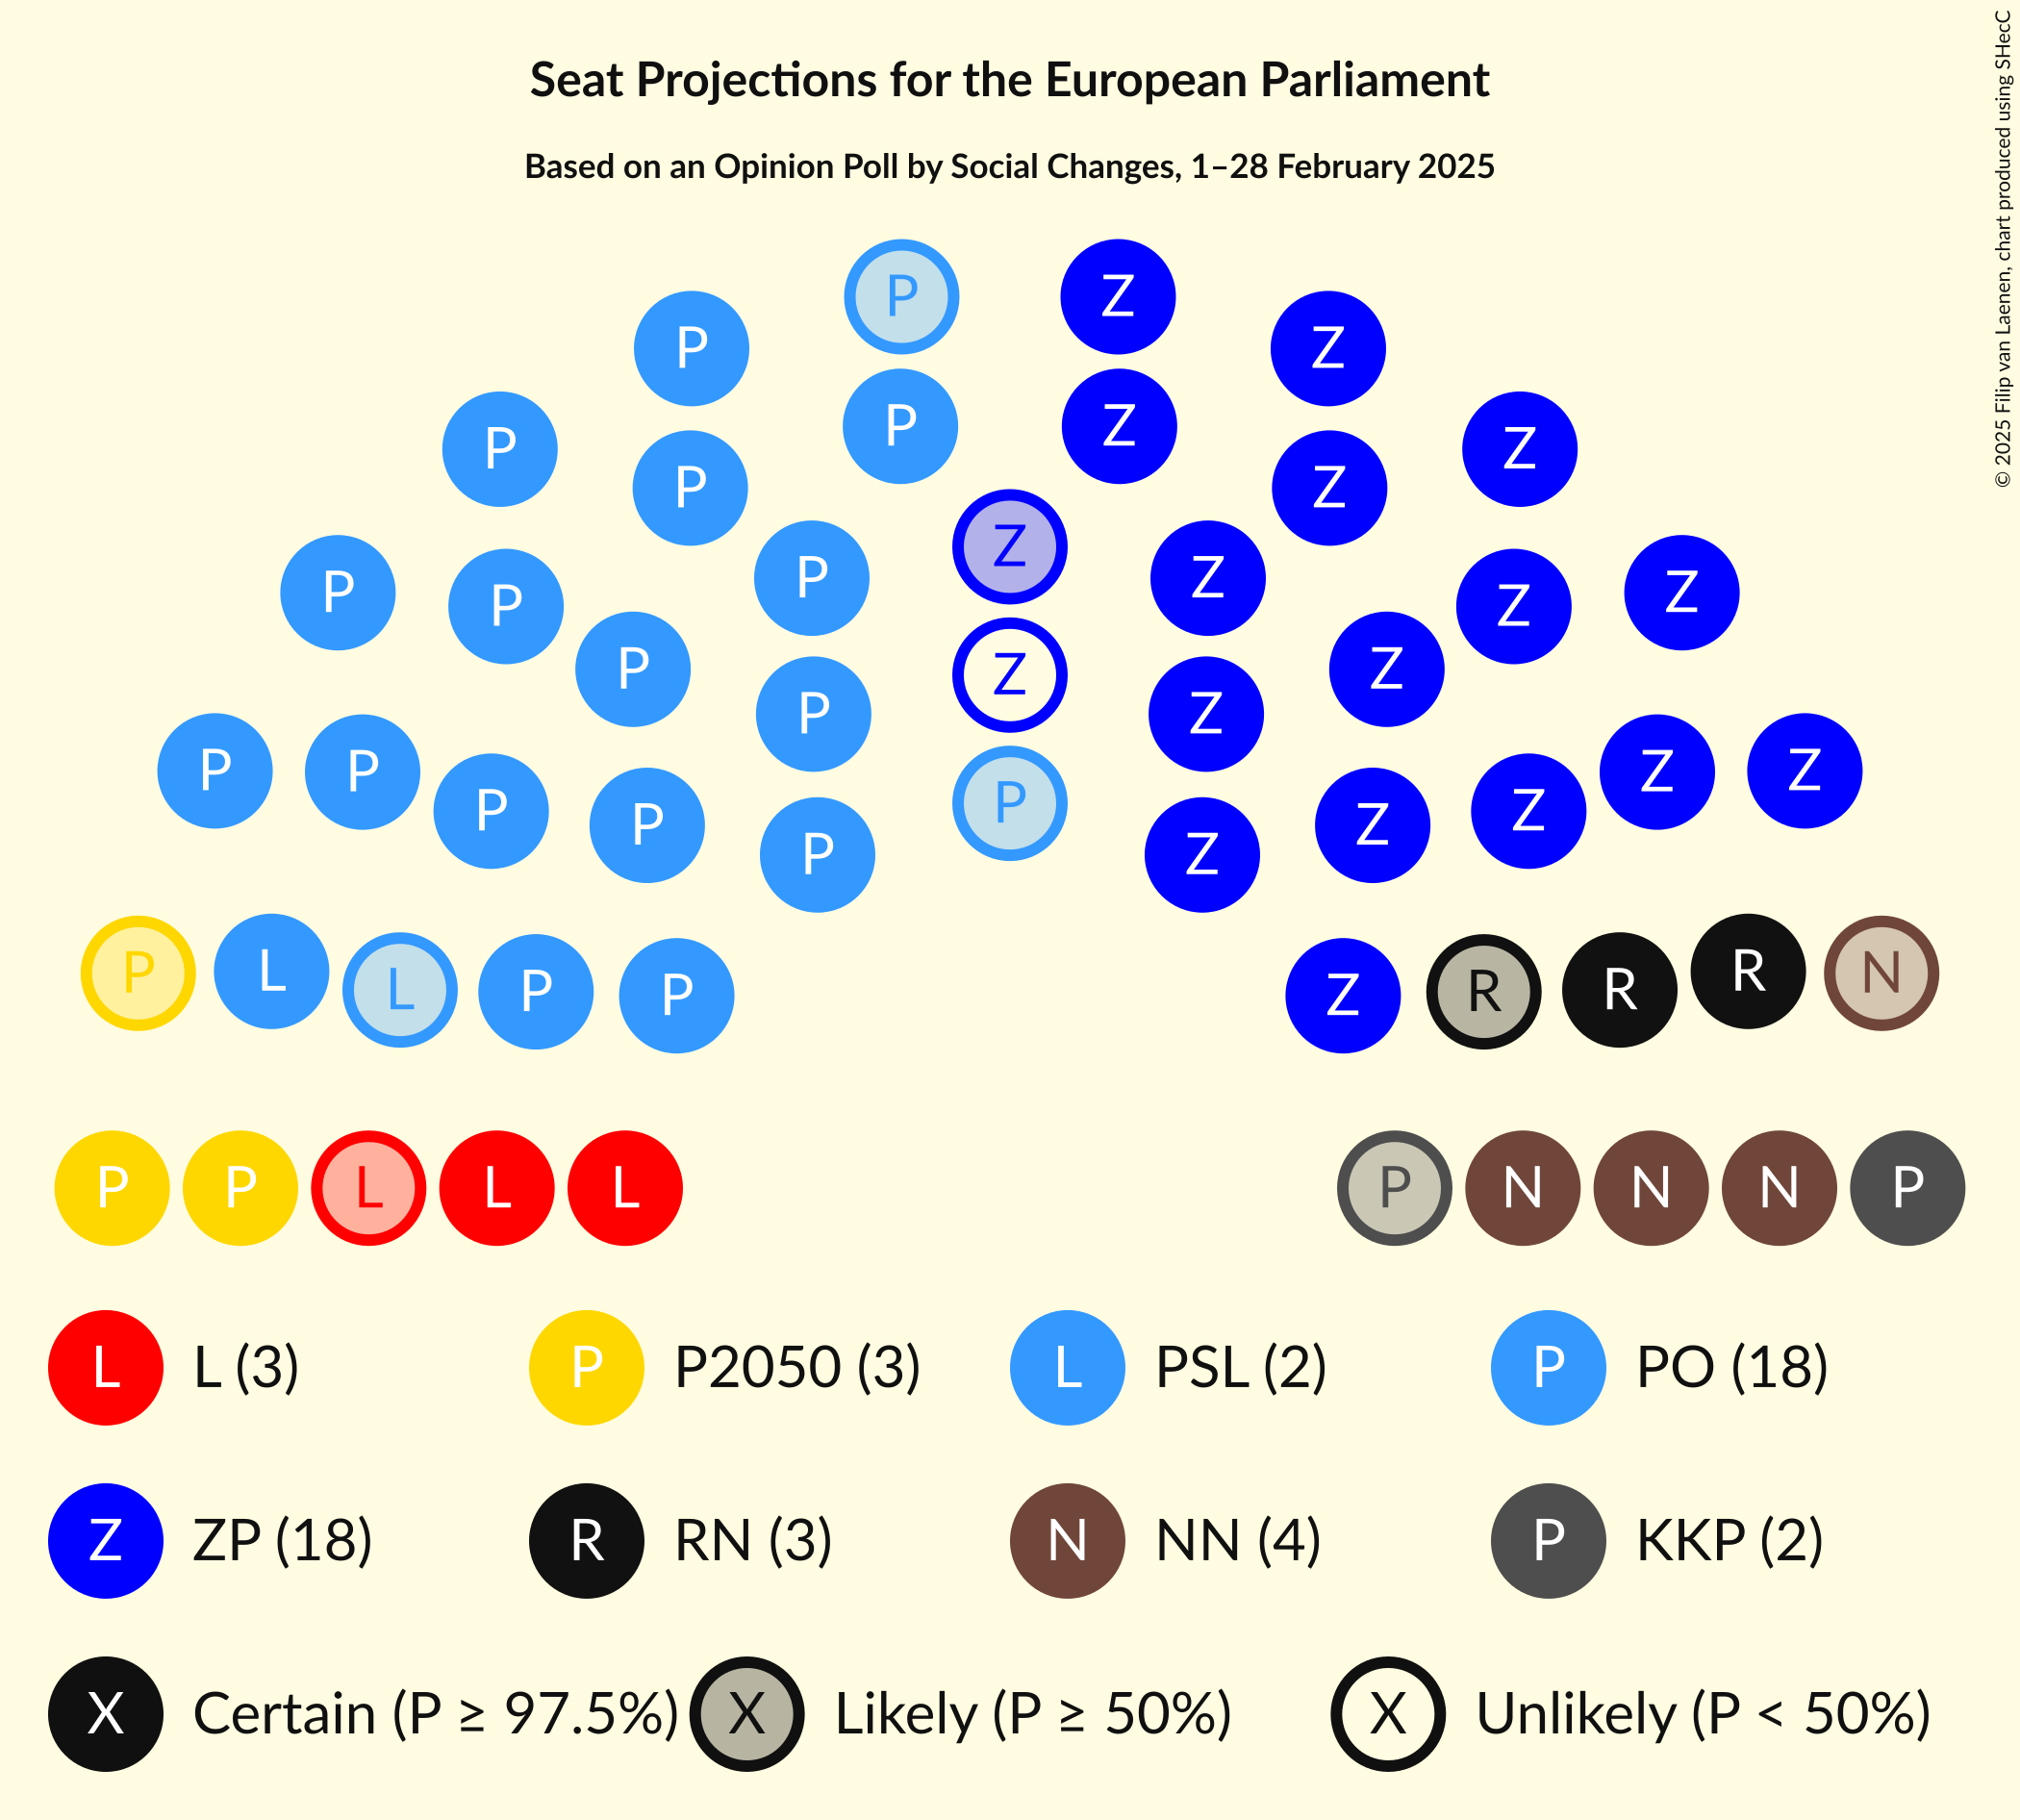 Seat Projections for the European Parliament
Based on an Opinion Poll by Social Changes, 1–28 February 2025
© 2025 Filip van Laenen, chart produced using SHecC
P Z
P Z
P Z
P Z
P Z
P P Z Z
Z
P Z
P Z
P Z
P Z
Z
P Z
P P Z Z
P P Z Z
P
P Z
P Z
P L L P P Z R R R N
P P L L L P N N N P
L L (3) P P2050 (3) L PSL (2) P PO (18)
Z ZP (18) R RN (3) N NN (4) P KKP (2)
X Certain (P ≥ 97.5%) X Likely (P ≥ 50%) X Unlikely (P < 50%)